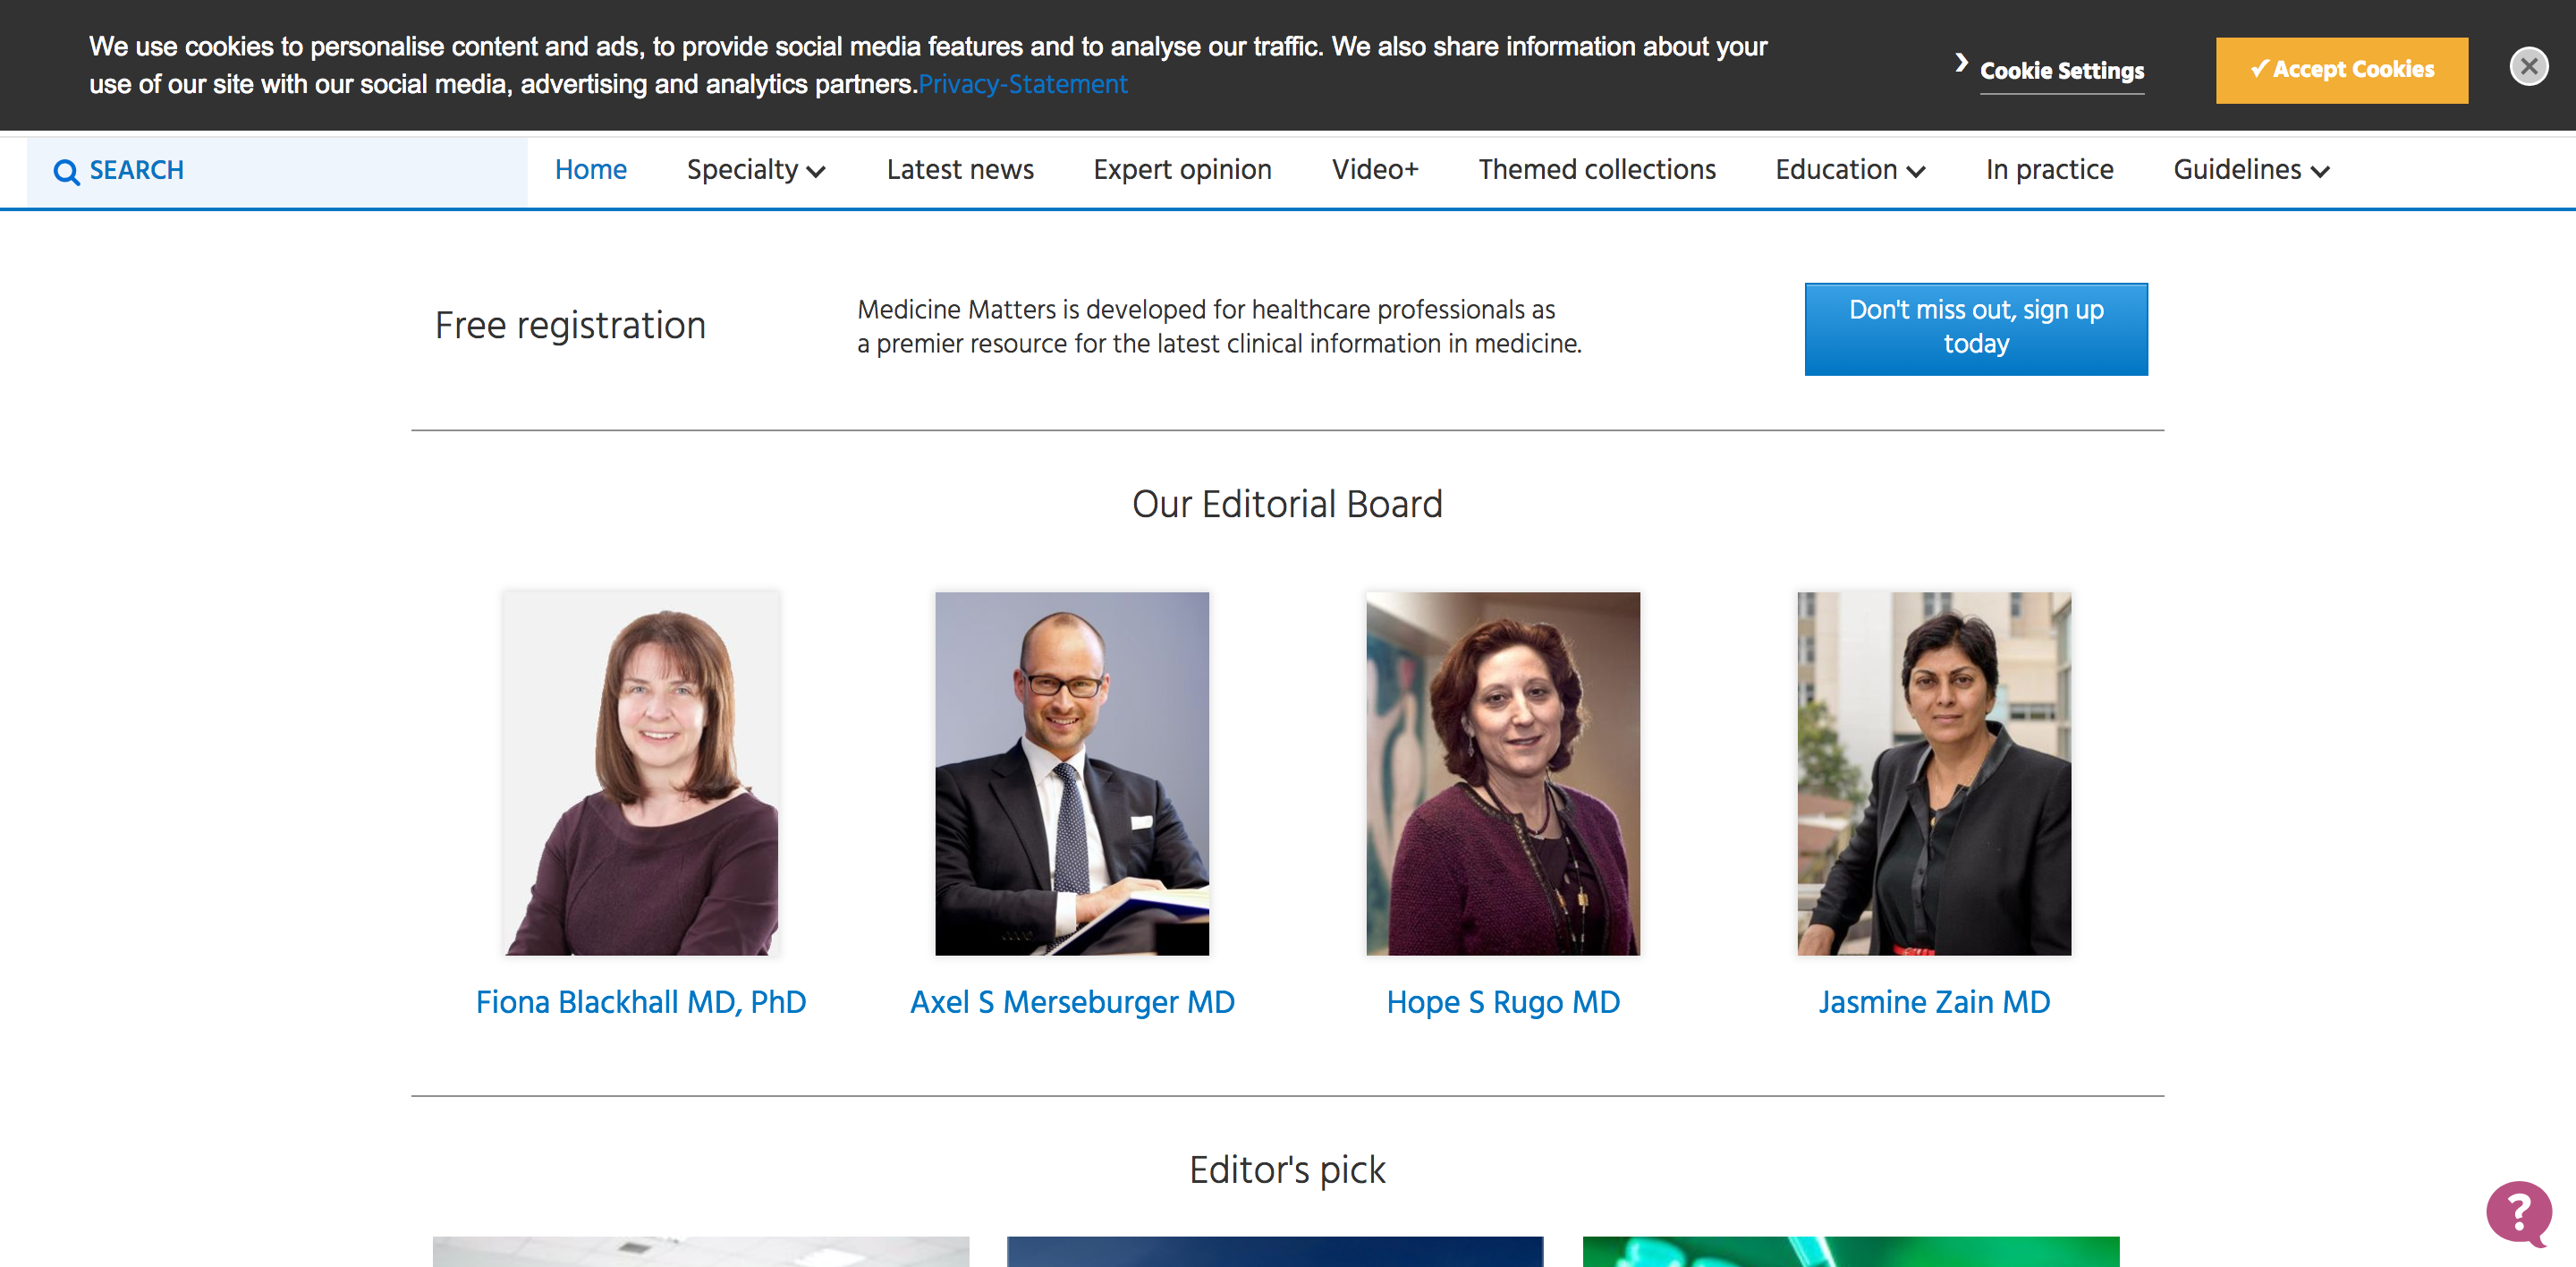 We use cookies to personalise content and ads, to provide social media features and to analyse our traffic. We also share information about your
use of our site with our social media, advertising and analytics partners.Privacy-Statement
Cookie Settings
Accept Cookies
SEARCH
Home
Specialty
Latest news
Expert opinion
Video+
Themed collections
Education
In practice
Guidelines
Free registration
Medicine Matters is developed for healthcare professionals as
a premier resource for the latest clinical information in medicine.
Don't miss out, sign up
today
Our Editorial Board
Fiona Blackhall MD, PhD
Axel S Merseburger MD
Hope S Rugo MD
Jasmine Zain MD
Editor's pick
?